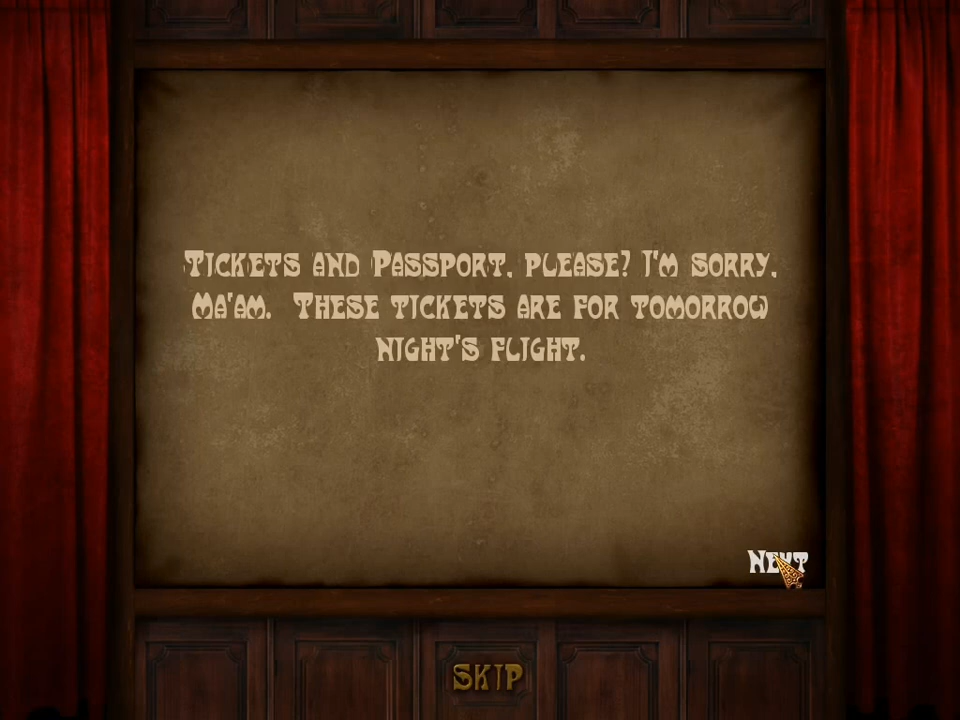 Tickets and Passport, please? I'm sorry,
Ma'am. These tickets are for tomorrow
night's flight.
Next
Skip